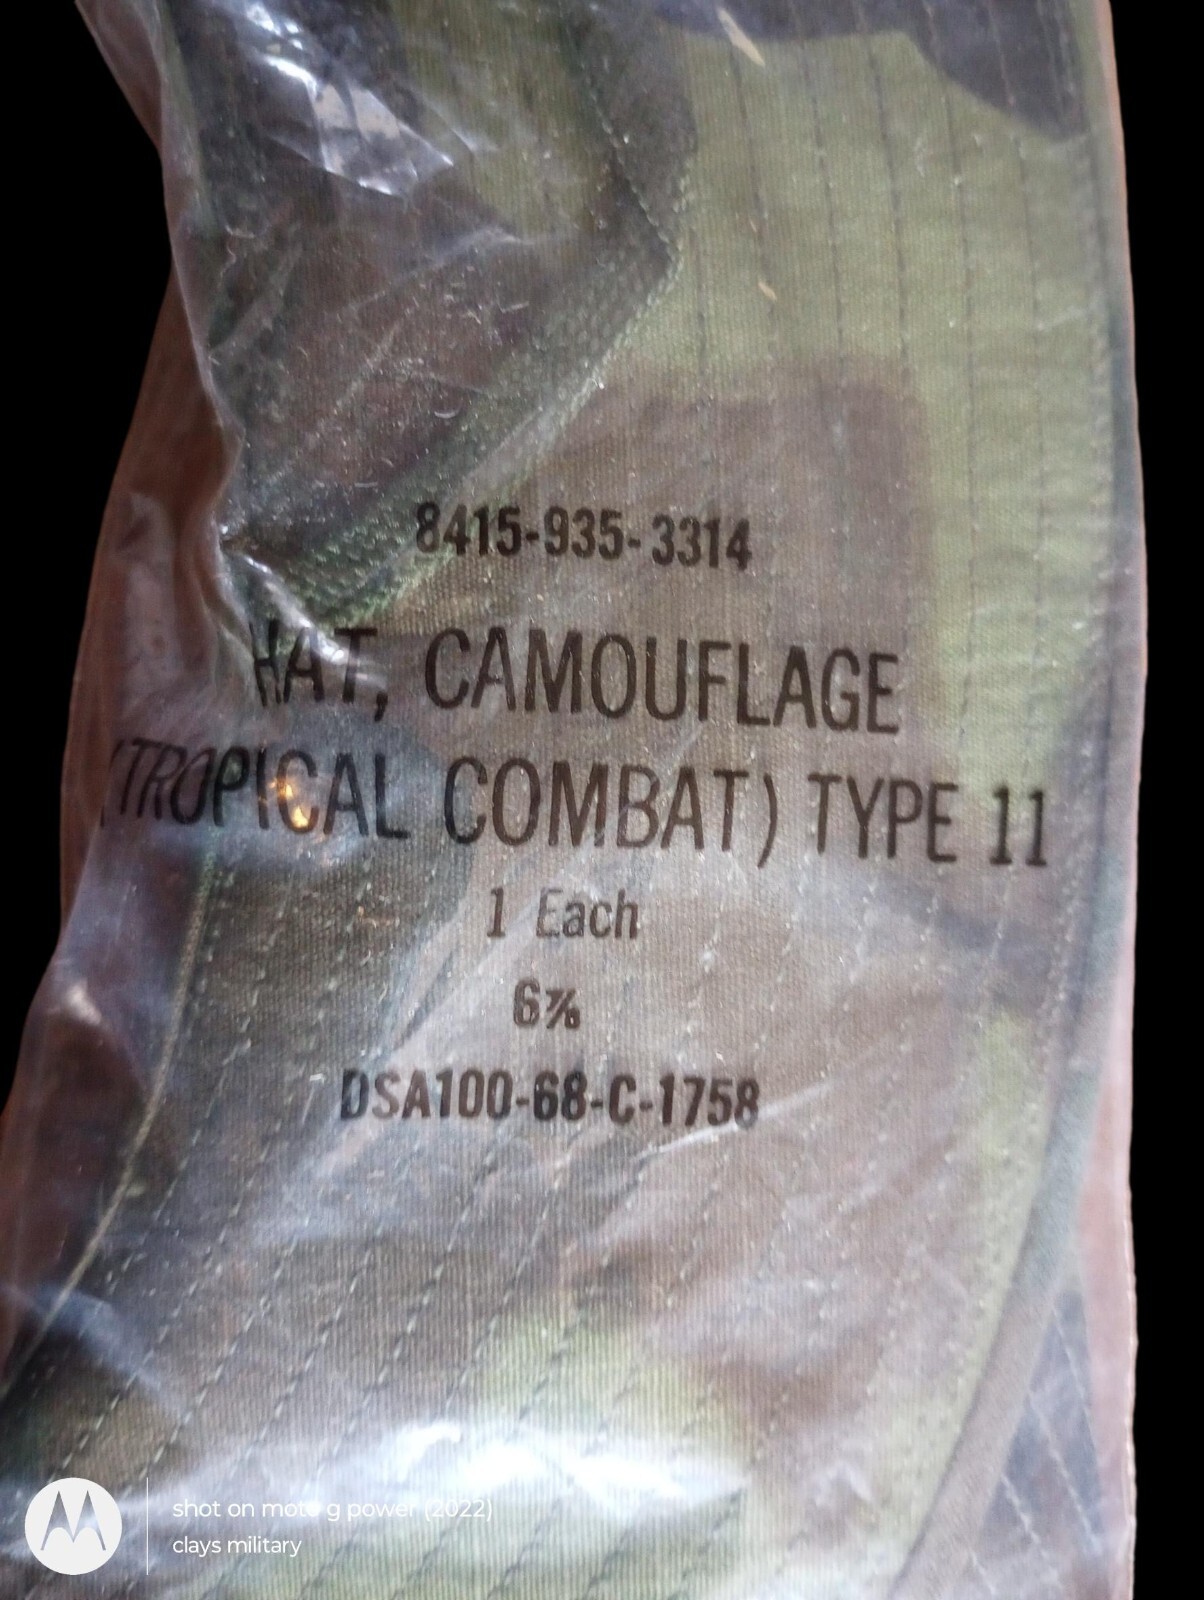 8415-935-3314
HAT, CAMOUFLAGE
(TROPICAL COMBAT) TYPE 11
1 Each
6⅞
DSA100-68-C-1758
shot on moto g power (2022)
clays military